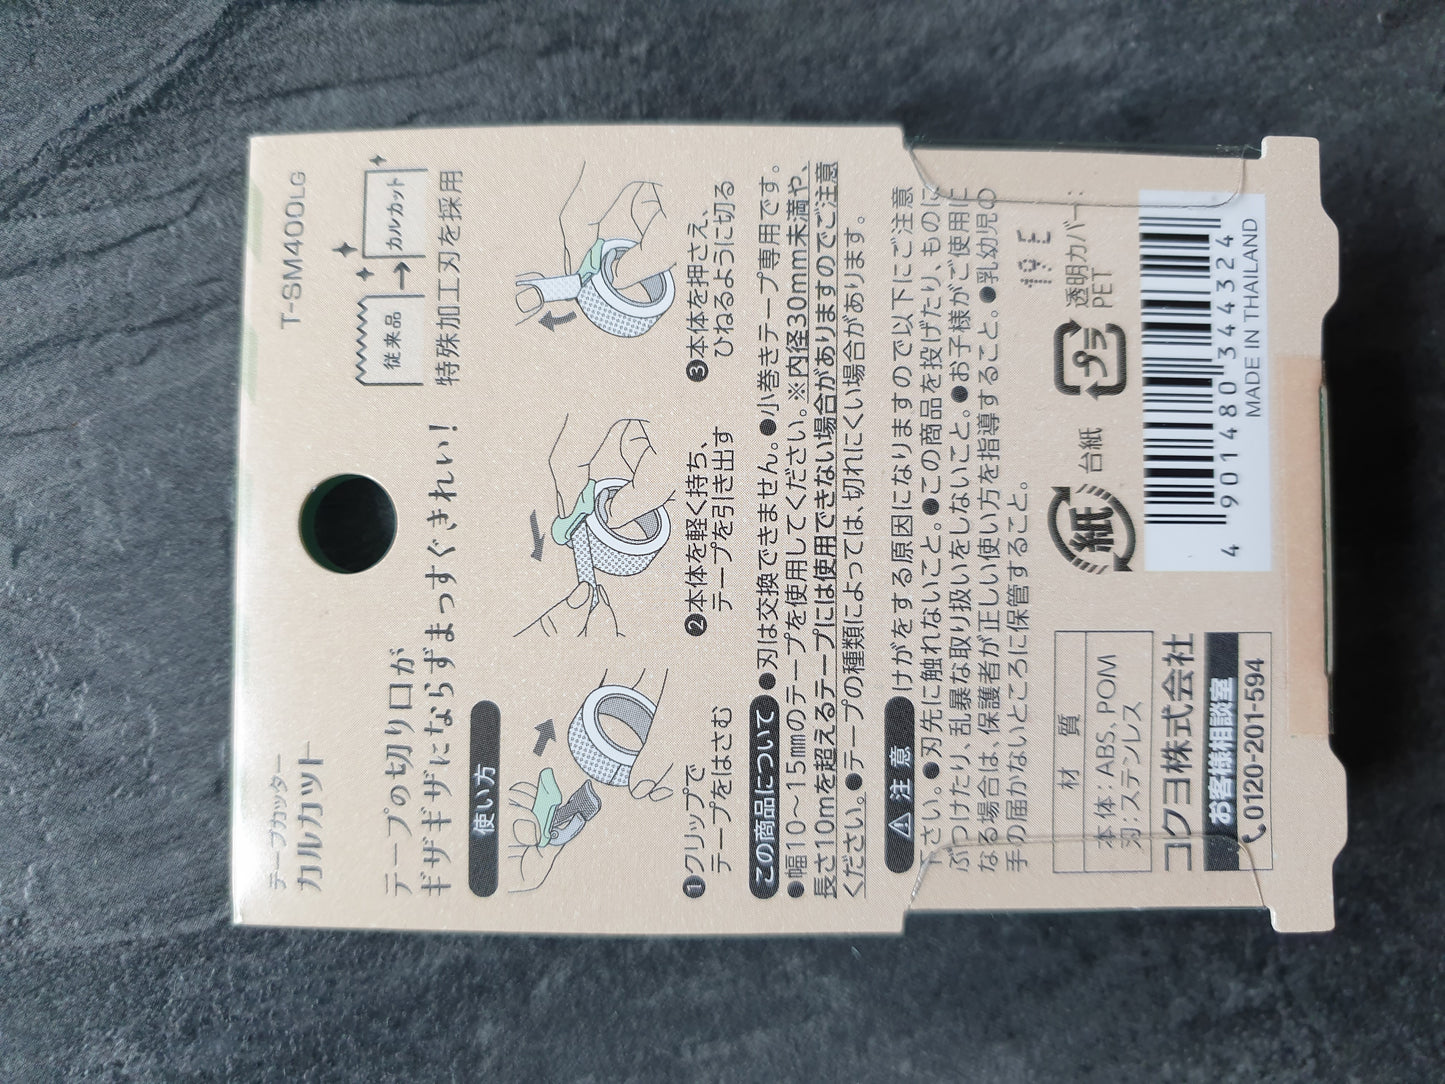 テープカッター
カルカット
T-SM400LG
テープの切り口が
ギザギザにならずまっすぐきれい！
従来品
カルカット
特殊加工刃を採用
使い方
❶クリップで
テープをはさむ
❷本体を軽く持ち、
テープを引き出す
❸本体を押さえ、
ひねるように切る
この商品について ●刃は交換できません。●小巻きテープ専用です。
●幅10～15mmのテープを使用してください。※内径30mm未満や、
長さ10mを超えるテープには使用できない場合がありますのでご注意
ください。●テープの種類によっては、切れにくい場合があります。
⚠ 注意 ●けがをする原因になりますので以下にご注意
下さい。●刃先に触れないこと。●この商品を投げたり、ものに
ぶつけたり、乱暴な取り扱いをしないこと。●お子様がご使用に
なる場合は、保護者が正しい使い方を指導すること。●乳幼児の
手の届かないところに保管すること。
材質
本体：ABS, POM
刃：ステンレス
コクヨ株式会社
お客様相談室
0120-201-594
紙
台紙
プラ
透明カバー：
PET
4 901480 344324
MADE IN THAILAND